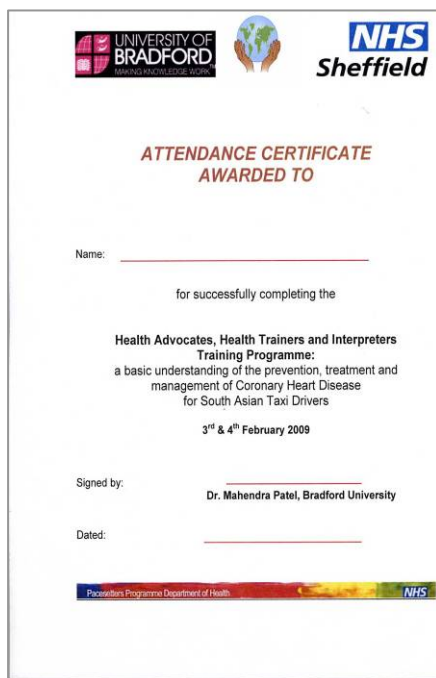 UNIVERSITY OF
BRADFORD
MAKING KNOWLEDGE WORK
TM
NHS
Sheffield
ATTENDANCE CERTIFICATE
AWARDED TO
Name:
for successfully completing the
Health Advocates, Health Trainers and Interpreters
Training Programme:
a basic understanding of the prevention, treatment and
management of Coronary Heart Disease
for South Asian Taxi Drivers
3rd & 4th February 2009
Signed by:
Dr. Mahendra Patel, Bradford University
Dated:
Pacesetters Programme Department of Health
NHS